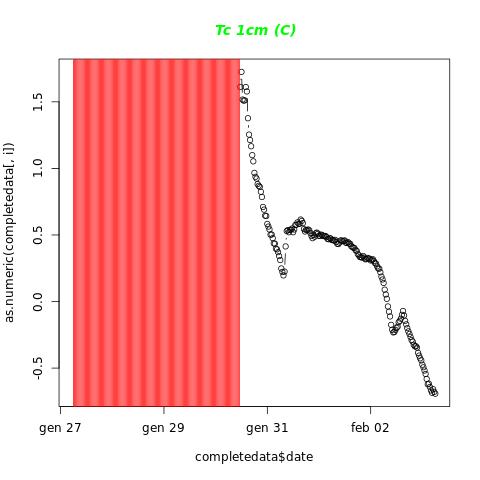 Tc 1cm (C)
as.numeric(completedata[, i])
1.5
1.0
0.5
0.0
-0.5
gen 27
gen 29
gen 31
feb 02
completedata$date